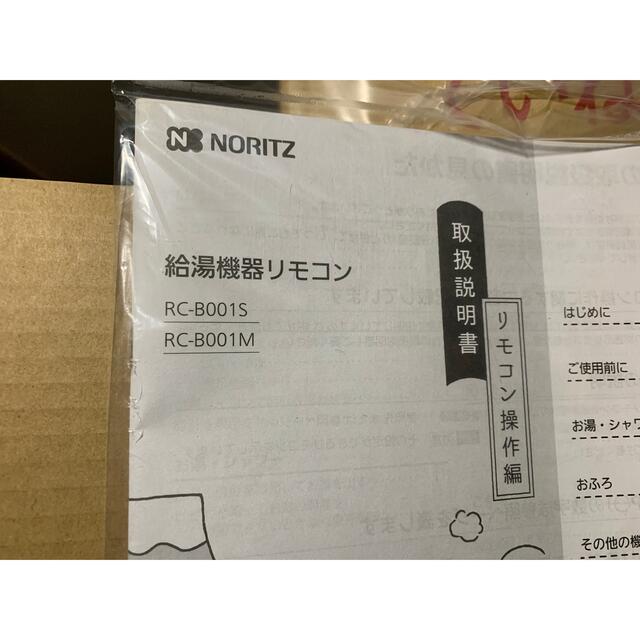 NORITZ
給湯機器リモコン
RC-B001S
RC-B001M
取扱説明書
リモコン操作編
はじめに
ご使用前に
お湯・シャワ
おふろ
その他の機